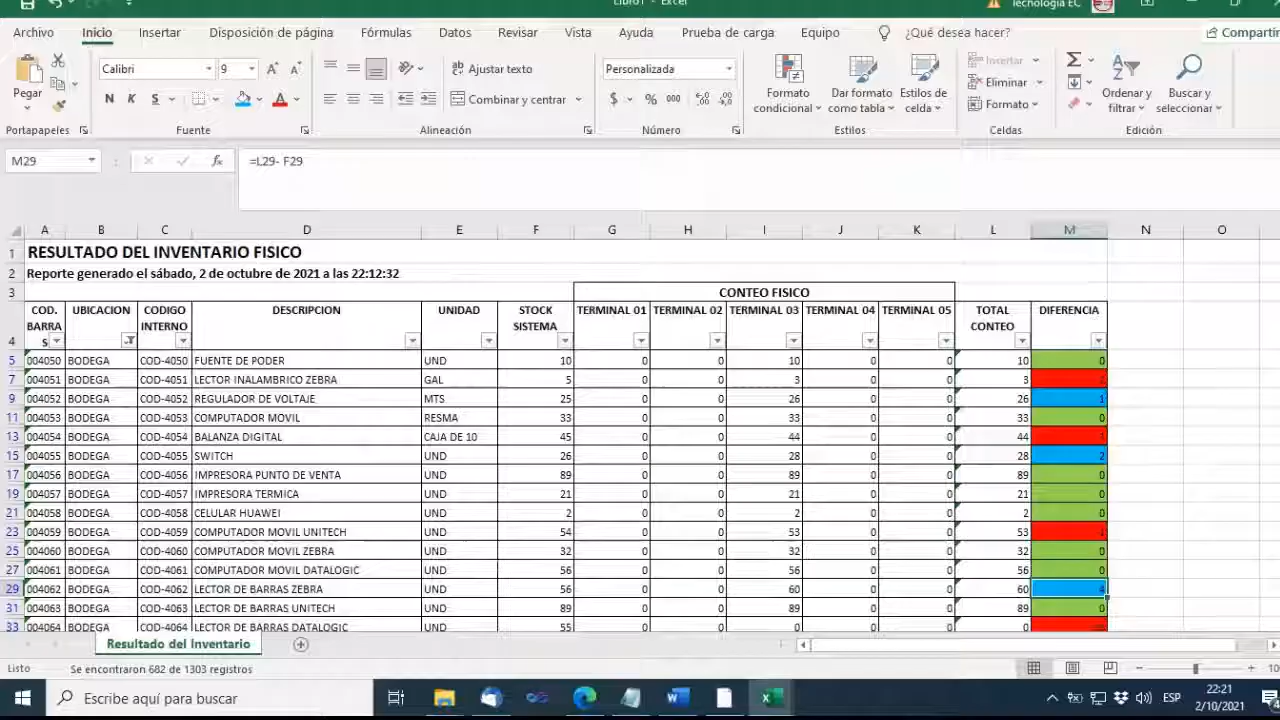 Libro1 - Excel
Tecnología EC
Archivo Inicio Insertar Disposición de página Fórmulas Datos Revisar Vista Ayuda Prueba de carga Equipo ¿Qué desea hacer? Compartir
Pegar
Calibri 9 A A
N K S A
Ajustar texto
Combinar y centrar
Personalizada
$ % 000
Formato condicional
Dar formato como tabla
Estilos de celda
Insertar
Eliminar
Formato
Ordenar y filtrar
Buscar y seleccionar
Portapapeles Fuente Alineación Número Estilos Celdas Edición
M29 fx =L29- F29
A B C D E F G H I J K L M N O
1 RESULTADO DEL INVENTARIO FISICO
2 Reporte generado el sábado, 2 de octubre de 2021 a las 22:12:32
3 CONTEO FISICO
4 COD. BARRAS UBICACION CODIGO INTERNO DESCRIPCION UNIDAD STOCK SISTEMA TERMINAL 01 TERMINAL 02 TERMINAL 03 TERMINAL 04 TERMINAL 05 TOTAL CONTEO DIFERENCIA
5 004050 BODEGA COD-4050 FUENTE DE PODER UND 10 0 0 10 0 0 10 0
7 004051 BODEGA COD-4051 LECTOR INALAMBRICO ZEBRA GAL 5 0 0 3 0 0 3
9 004052 BODEGA COD-4052 REGULADOR DE VOLTAJE MTS 25 0 0 26 0 0 26 1
11 004053 BODEGA COD-4053 COMPUTADOR MOVIL RESMA 33 0 0 33 0 0 33 0
13 004054 BODEGA COD-4054 BALANZA DIGITAL CAJA DE 10 45 0 0 44 0 0 44
15 004055 BODEGA COD-4055 SWITCH UND 26 0 0 28 0 0 28 2
17 004056 BODEGA COD-4056 IMPRESORA PUNTO DE VENTA UND 89 0 0 89 0 0 89 0
19 004057 BODEGA COD-4057 IMPRESORA TERMICA UND 21 0 0 21 0 0 21 0
21 004058 BODEGA COD-4058 CELULAR HUAWEI UND 2 0 0 2 0 0 2 0
23 004059 BODEGA COD-4059 COMPUTADOR MOVIL UNITECH UND 54 0 0 53 0 0 53
25 004060 BODEGA COD-4060 COMPUTADOR MOVIL ZEBRA UND 32 0 0 32 0 0 32 0
27 004061 BODEGA COD-4061 COMPUTADOR MOVIL DATALOGIC UND 56 0 0 56 0 0 56 0
29 004062 BODEGA COD-4062 LECTOR DE BARRAS ZEBRA UND 56 0 0 60 0 0 60 4
31 004063 BODEGA COD-4063 LECTOR DE BARRAS UNITECH UND 89 0 0 89 0 0 89 0
33 004064 BODEGA COD-4064 LECTOR DE BARRAS DATALOGIC UND 55 0 0 0 0 0 0
Resultado del Inventario
Listo Se encontraron 682 de 1303 registros
Escribe aquí para buscar
ESP 22:21
2/10/2021